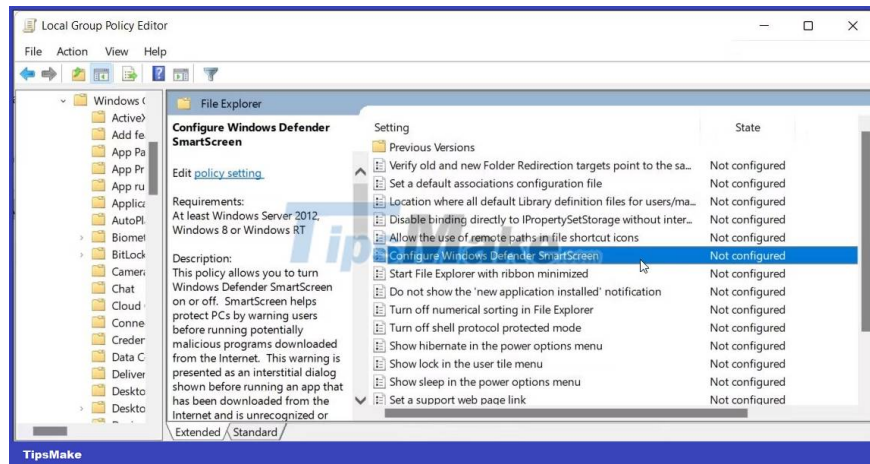 Local Group Policy Editor
File Action View Help
Windows (
ActiveX
Add fe
App Pa
App Pr
App ru
Applica
AutoPl
Biomet
BitLock
Camera
Chat
Cloud
Conne
Creder
Data C
Deliver
Deskto
Deskto
File Explorer
Configure Windows Defender
SmartScreen
Edit policy setting
Requirements:
At least Windows Server 2012,
Windows 8 or Windows RT
Description:
This policy allows you to turn
Windows Defender SmartScreen
on or off. SmartScreen helps
protect PCs by warning users
before running potentially
malicious programs downloaded
from the Internet. This warning is
presented as an interstitial dialog
shown before running an app that
has been downloaded from the
Internet and is unrecognized or
Setting State
Previous Versions
Verify old and new Folder Redirection targets point to the sa... Not configured
Set a default associations configuration file Not configured
Location where all default Library definition files for users/ma... Not configured
Disable binding directly to IPropertySetStorage without inter... Not configured
Allow the use of remote paths in file shortcut icons Not configured
Configure Windows Defender SmartScreen Not configured
Start File Explorer with ribbon minimized Not configured
Do not show the 'new application installed' notification Not configured
Turn off numerical sorting in File Explorer Not configured
Turn off shell protocol protected mode Not configured
Show hibernate in the power options menu Not configured
Show lock in the user tile menu Not configured
Show sleep in the power options menu Not configured
Set a support web page link Not configured
Extended Standard
TipsMake.com
TipsMake